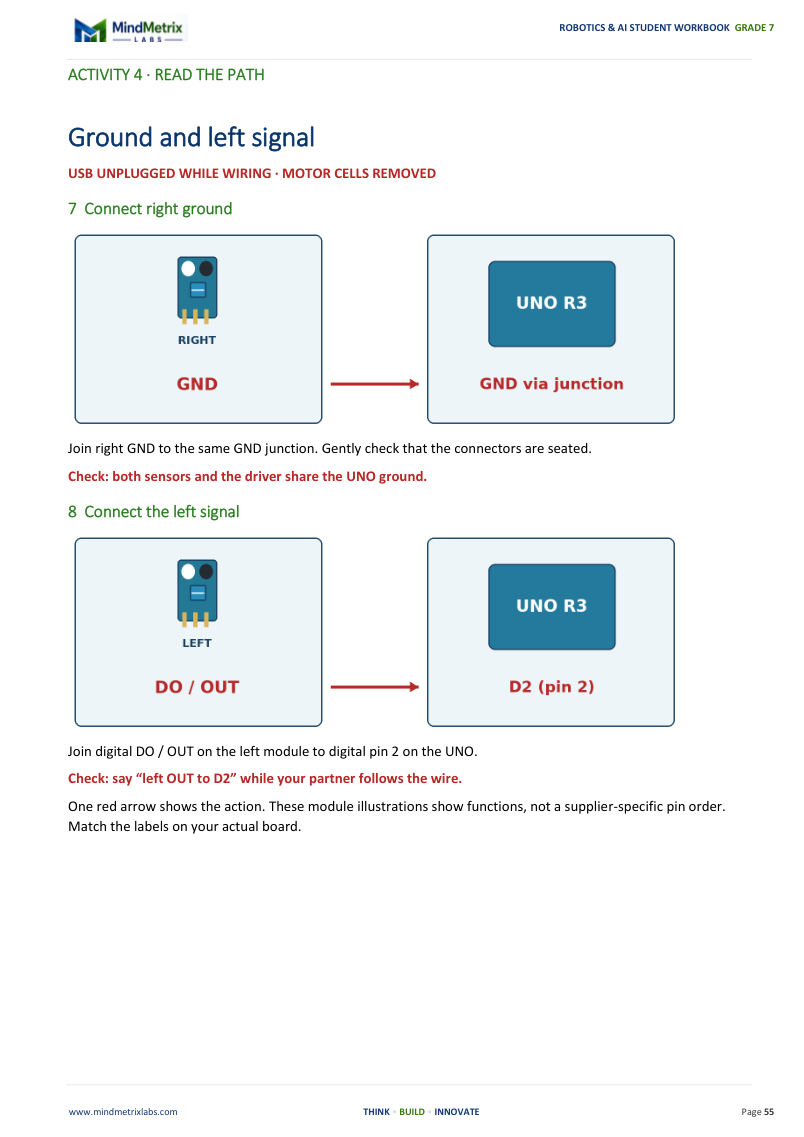 MindMetrix
LABS
ROBOTICS & AI STUDENT WORKBOOK GRADE 7
ACTIVITY 4 · READ THE PATH
Ground and left signal
USB UNPLUGGED WHILE WIRING · MOTOR CELLS REMOVED
7 Connect right ground
RIGHT
GND
UNO R3
GND via junction
Join right GND to the same GND junction. Gently check that the connectors are seated.
Check: both sensors and the driver share the UNO ground.
8 Connect the left signal
LEFT
DO / OUT
UNO R3
D2 (pin 2)
Join digital DO / OUT on the left module to digital pin 2 on the UNO.
Check: say “left OUT to D2” while your partner follows the wire.
One red arrow shows the action. These module illustrations show functions, not a supplier-specific pin order.
Match the labels on your actual board.
www.mindmetrixlabs.com
THINK · BUILD · INNOVATE
Page 55